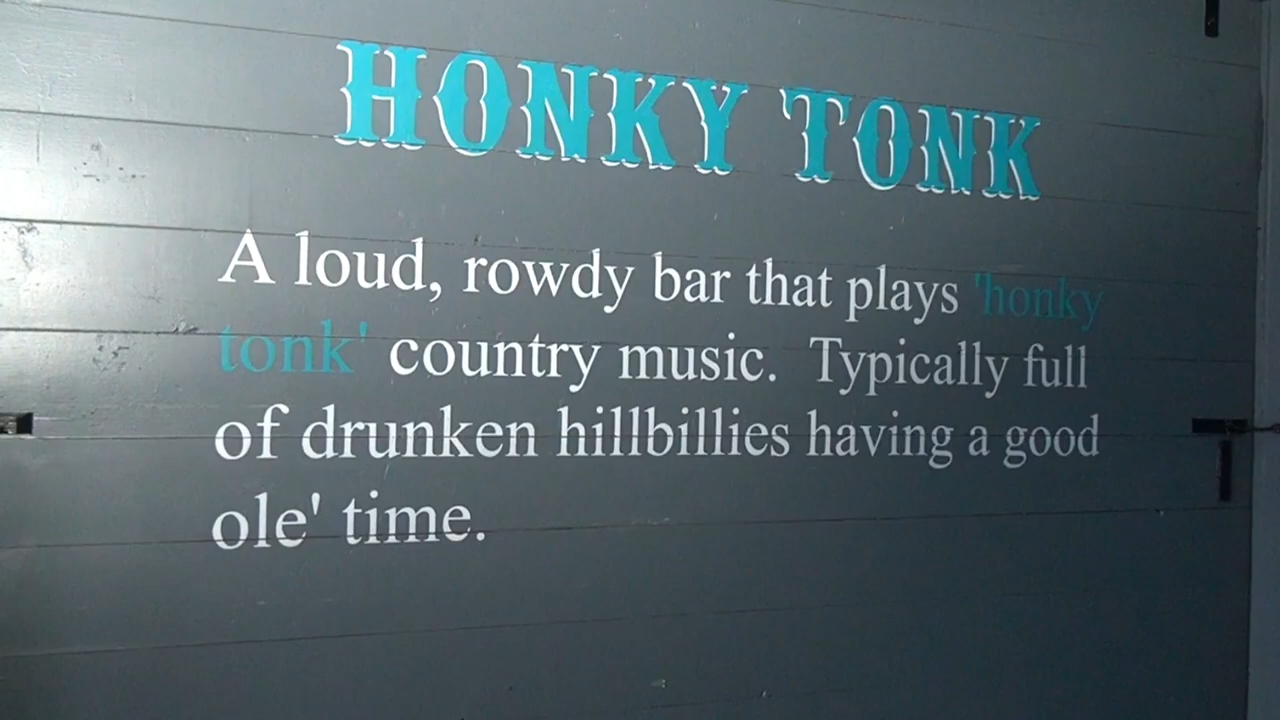 HONKY TONK
A loud, rowdy bar that plays 'honky
tonk' country music. Typically full
of drunken hillbillies having a good
ole' time.